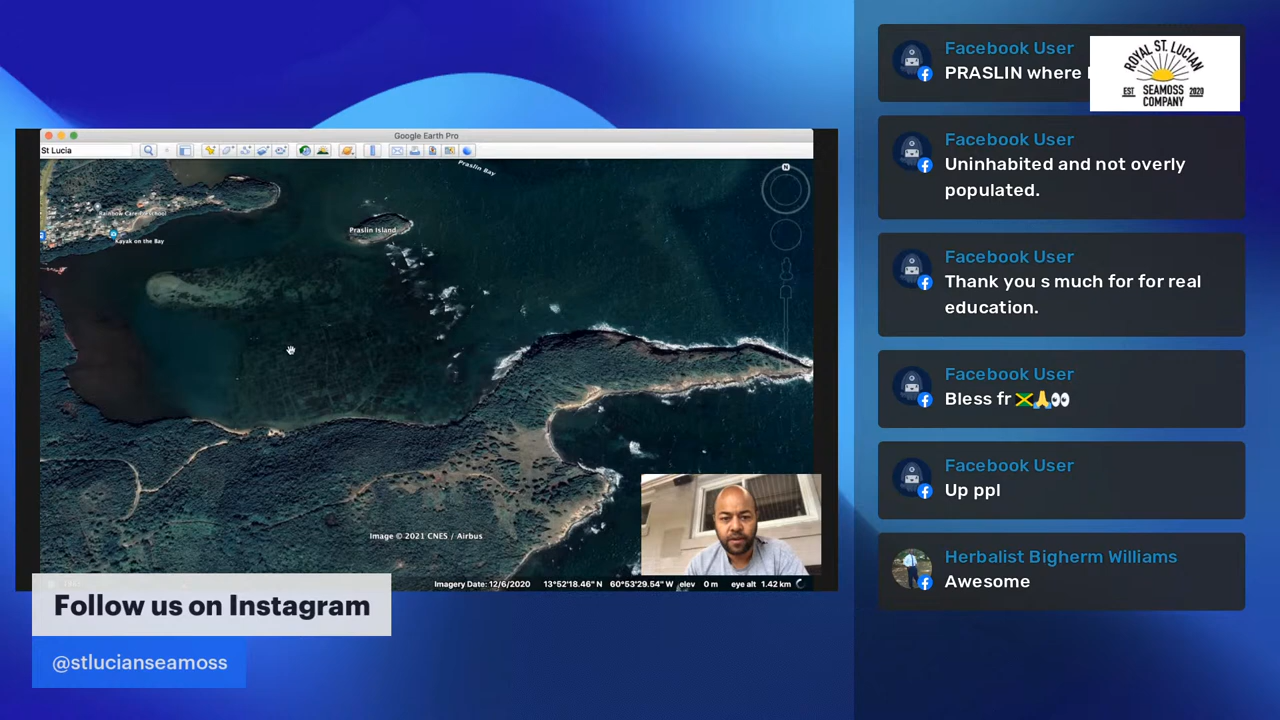 Google Earth Pro
St Lucia
Praslin Bay
Rainbow Care Preschool
Kayak on the Bay
Praslin Island
Image © 2021 CNES / Airbus
Imagery Date: 12/6/2020 13°52'18.46" N 60°53'29.54" W elev 0 m eye alt 1.42 km
Follow us on Instagram
@stlucianseamoss
Facebook User
PRASLIN where
ROYAL ST. LUCIAN
EST SEAMOSS 2020
COMPANY
Facebook User
Uninhabited and not overly
populated.
Facebook User
Thank you s much for for real
education.
Facebook User
Bless fr 🇯🇲🙏👀
Facebook User
Up ppl
Herbalist Bigherm Williams
Awesome